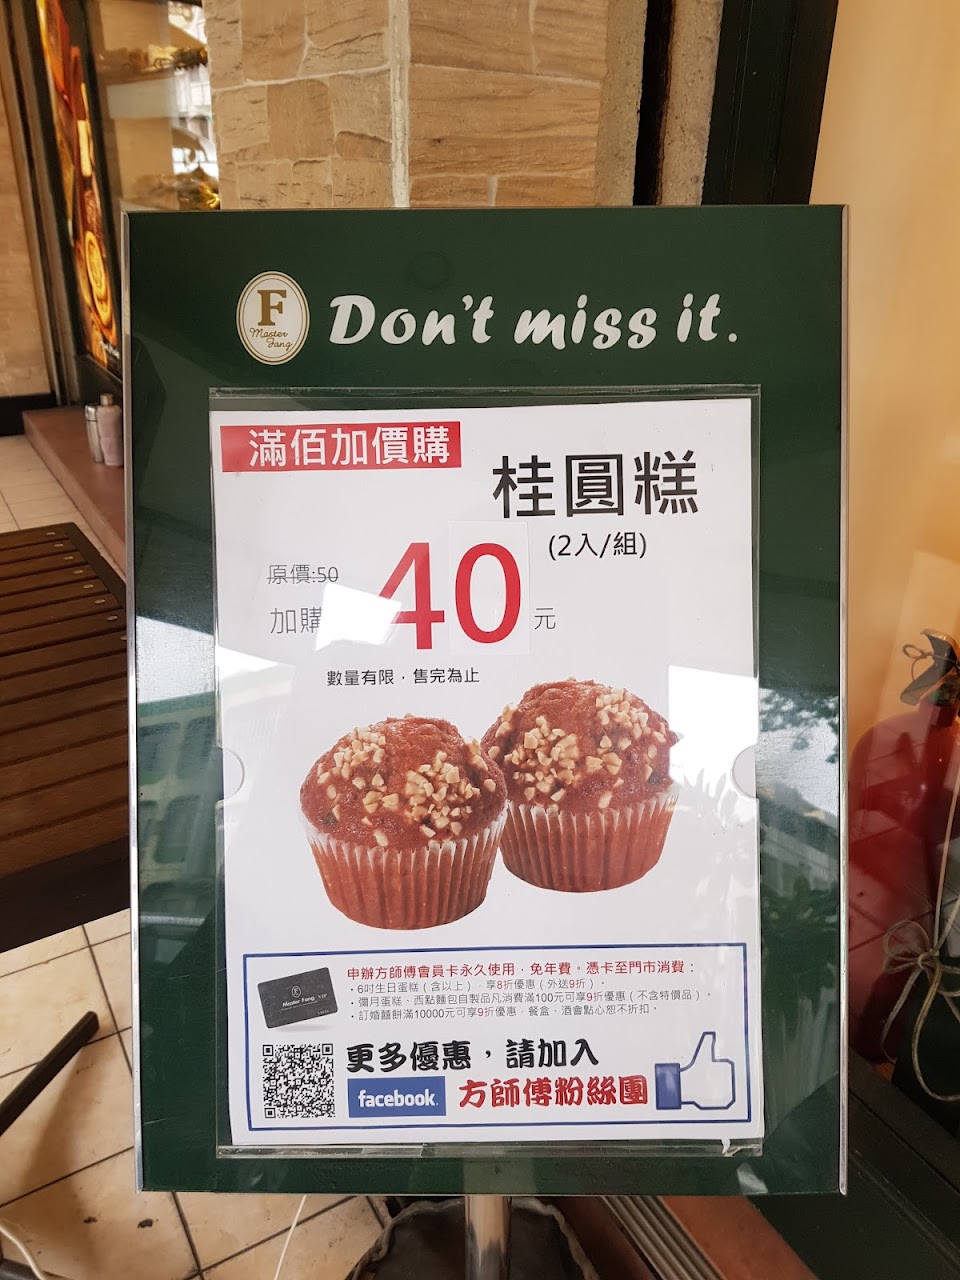 F
Master
Fang
Don't miss it.
滿佰加價購
桂圓糕
(2入/組)
原價:50
加購
40元
數量有限，售完為止
Master Fang VIP
申辦方師傅會員卡永久使用，免年費。憑卡至門市消費：
・6吋生日蛋糕（含以上），享8折優惠（外送9折）。
・彌月蛋糕、西點麵包自製品凡消費滿100元可享9折優惠（不含特價品）。
・訂婚囍餅滿10000元可享9折優惠，餐盒、酒會點心恕不折扣。
更多優惠，請加入
facebook.
方師傅粉絲團